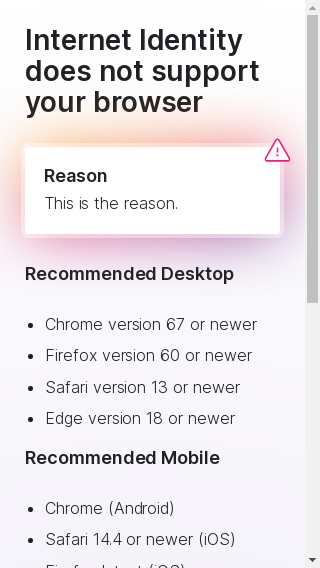 Internet Identity
does not support
your browser
Reason
This is the reason.
Recommended Desktop
Chrome version 67 or newer
Firefox version 60 or newer
Safari version 13 or newer
Edge version 18 or newer
Recommended Mobile
Chrome (Android)
Safari 14.4 or newer (iOS)